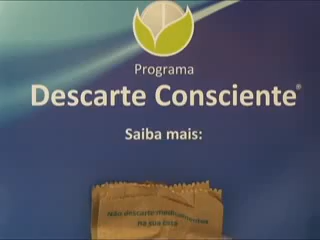 Programa
Descarte Consciente®
Saiba mais:
Não descarte medicamentos
na sua casa